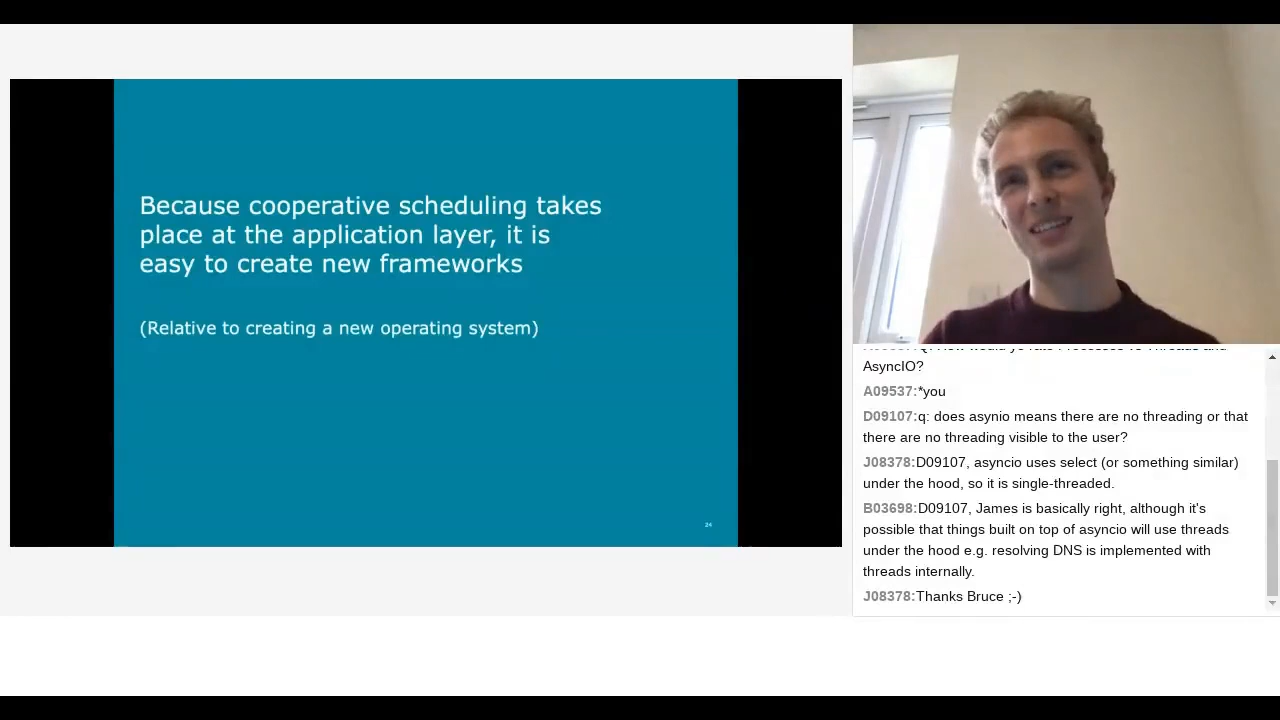 Because cooperative scheduling takes
place at the application layer, it is
easy to create new frameworks
(Relative to creating a new operating system)
24
AsyncIO?
A09537:*you
D09107:q: does asynio means there are no threading or that
there are no threading visible to the user?
J08378:D09107, asyncio uses select (or something similar)
under the hood, so it is single-threaded.
B03698:D09107, James is basically right, although it's
possible that things built on top of asyncio will use threads
under the hood e.g. resolving DNS is implemented with
threads internally.
J08378:Thanks Bruce ;-)